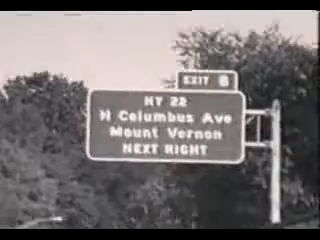 EXIT 8
NY 22
N Columbus Ave
Mount Vernon
NEXT RIGHT